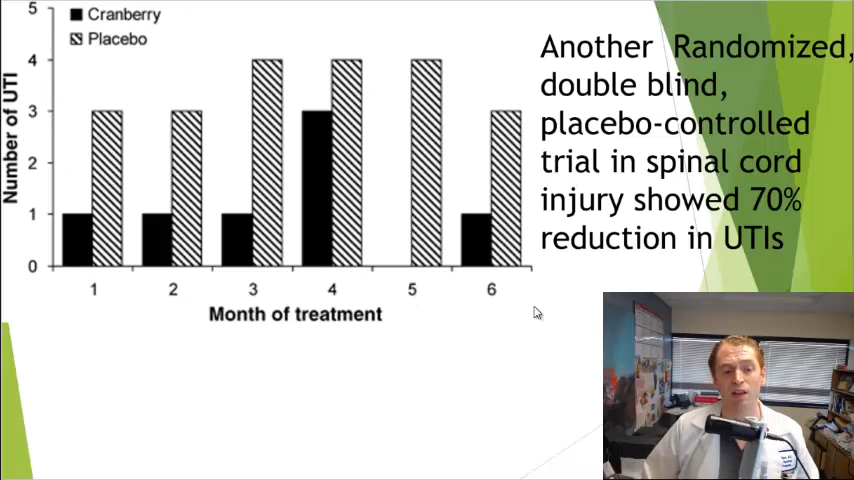 5
Cranberry
Placebo
4
3
2
1
0
Number of UTI
1 2 3 4 5 6
Month of treatment
Another Randomized,
double blind,
placebo-controlled
trial in spinal cord
injury showed 70%
reduction in UTIs